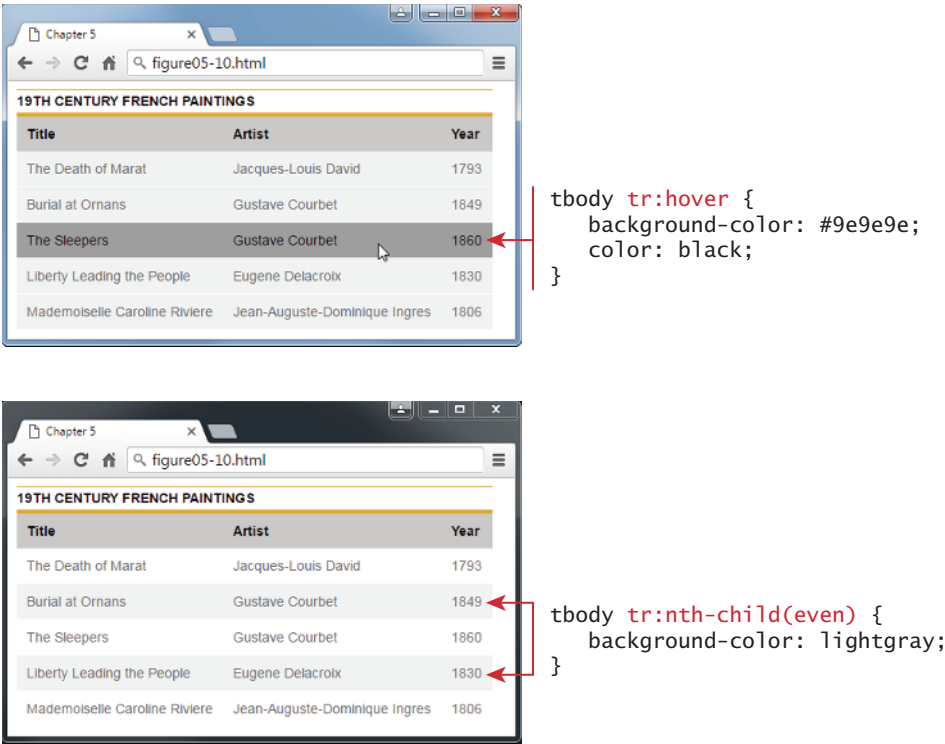 Chapter 5
figure05-10.html
19TH CENTURY FRENCH PAINTINGS
Title Artist Year
The Death of Marat Jacques-Louis David 1793
Burial at Ornans Gustave Courbet 1849
The Sleepers Gustave Courbet 1860
Liberty Leading the People Eugene Delacroix 1830
Mademoiselle Caroline Riviere Jean-Auguste-Dominique Ingres 1806
tbody tr:hover {
background-color: #9e9e9e;
color: black;
}
Chapter 5
figure05-10.html
19TH CENTURY FRENCH PAINTINGS
Title Artist Year
The Death of Marat Jacques-Louis David 1793
Burial at Ornans Gustave Courbet 1849
The Sleepers Gustave Courbet 1860
Liberty Leading the People Eugene Delacroix 1830
Mademoiselle Caroline Riviere Jean-Auguste-Dominique Ingres 1806
tbody tr:nth-child(even) {
background-color: lightgray;
}